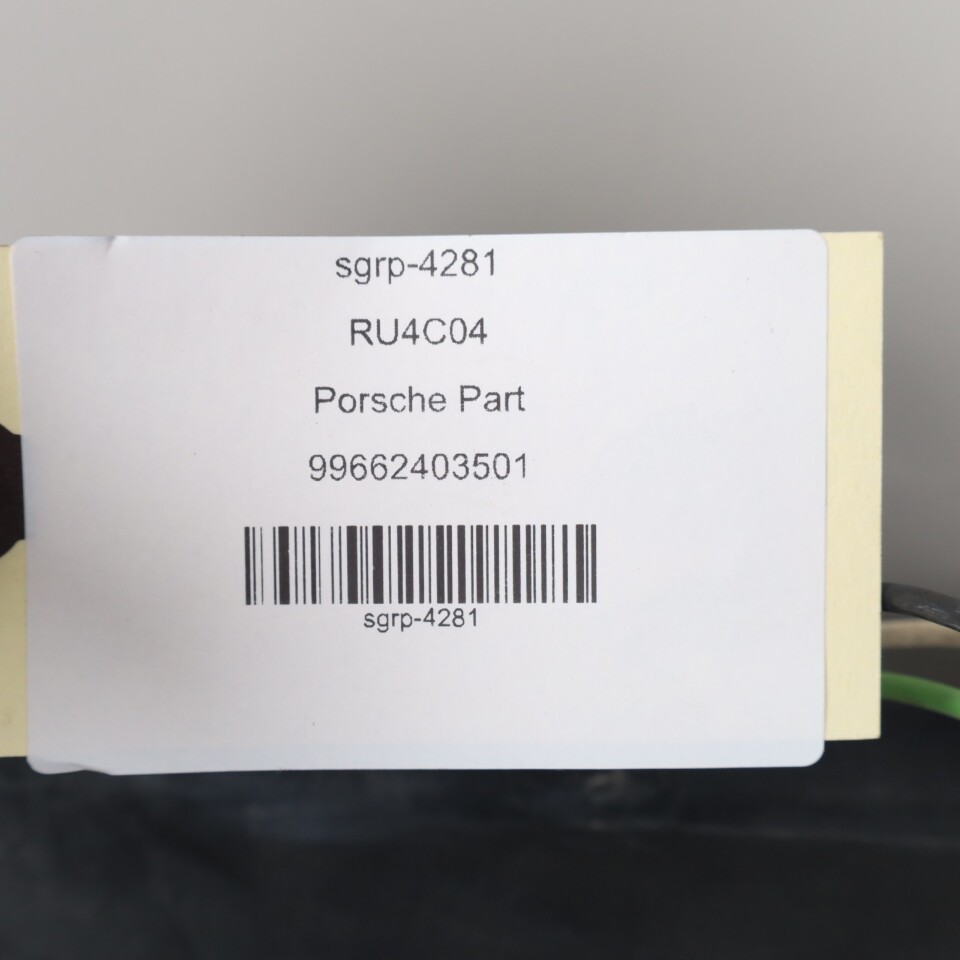 sgrp-4281
RU4C04
Porsche Part
99662403501
sgrp-4281